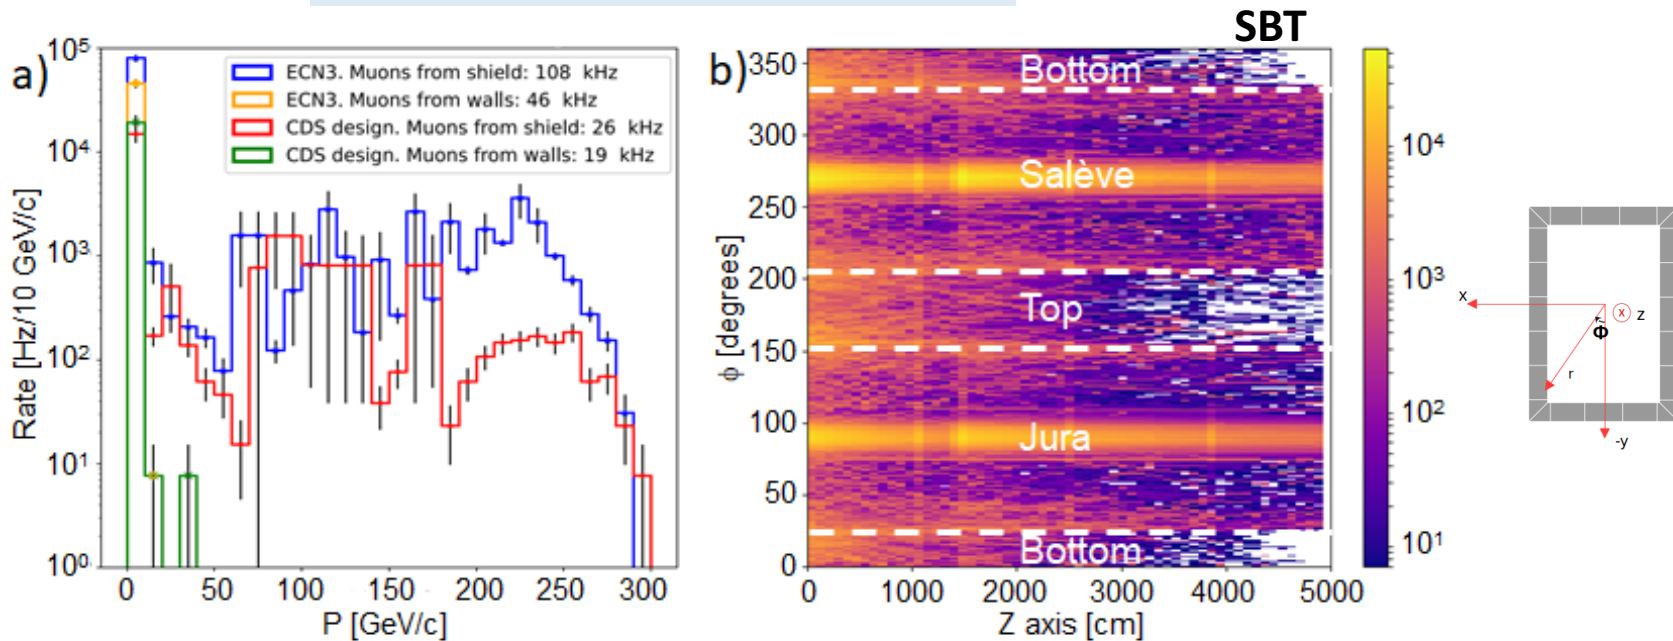 SBT
a)
10⁵
10⁴
10³
10²
10¹
10⁰
Rate [Hz/10 GeV/c]
ECN3. Muons from shield: 108 kHz
ECN3. Muons from walls: 46 kHz
CDS design. Muons from shield: 26 kHz
CDS design. Muons from walls: 19 kHz
0 50 100 150 200 250 300
P [GeV/c]
b)
350
300
250
200
150
100
50
0
ϕ [degrees]
Bottom
Salève
Top
Jura
Bottom
0 1000 2000 3000 4000 5000
Z axis [cm]
10⁴
10³
10²
10¹
x
x z
Φ
r
-y